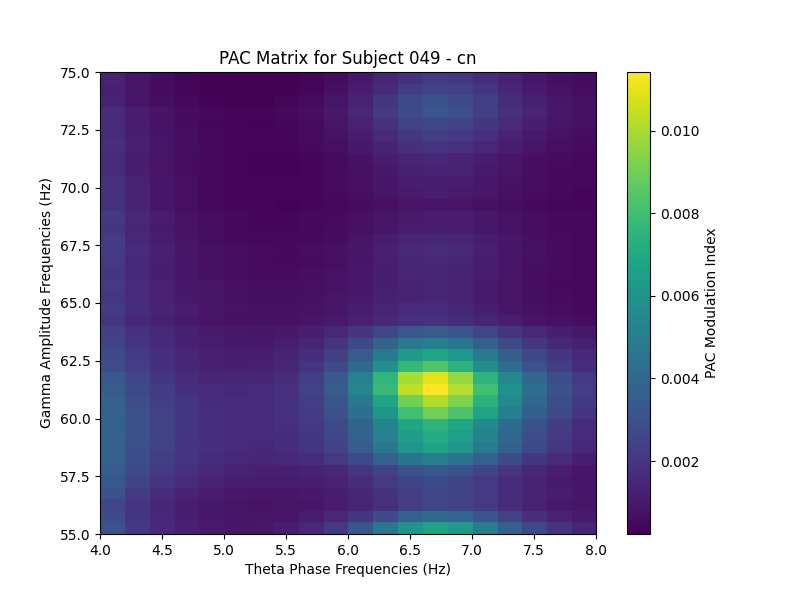 PAC Matrix for Subject 049 - cn
75.0
72.5
70.0
67.5
65.0
62.5
60.0
57.5
55.0
Gamma Amplitude Frequencies (Hz)
4.0 4.5 5.0 5.5 6.0 6.5 7.0 7.5 8.0
Theta Phase Frequencies (Hz)
0.010
0.008
0.006
0.004
0.002
PAC Modulation Index